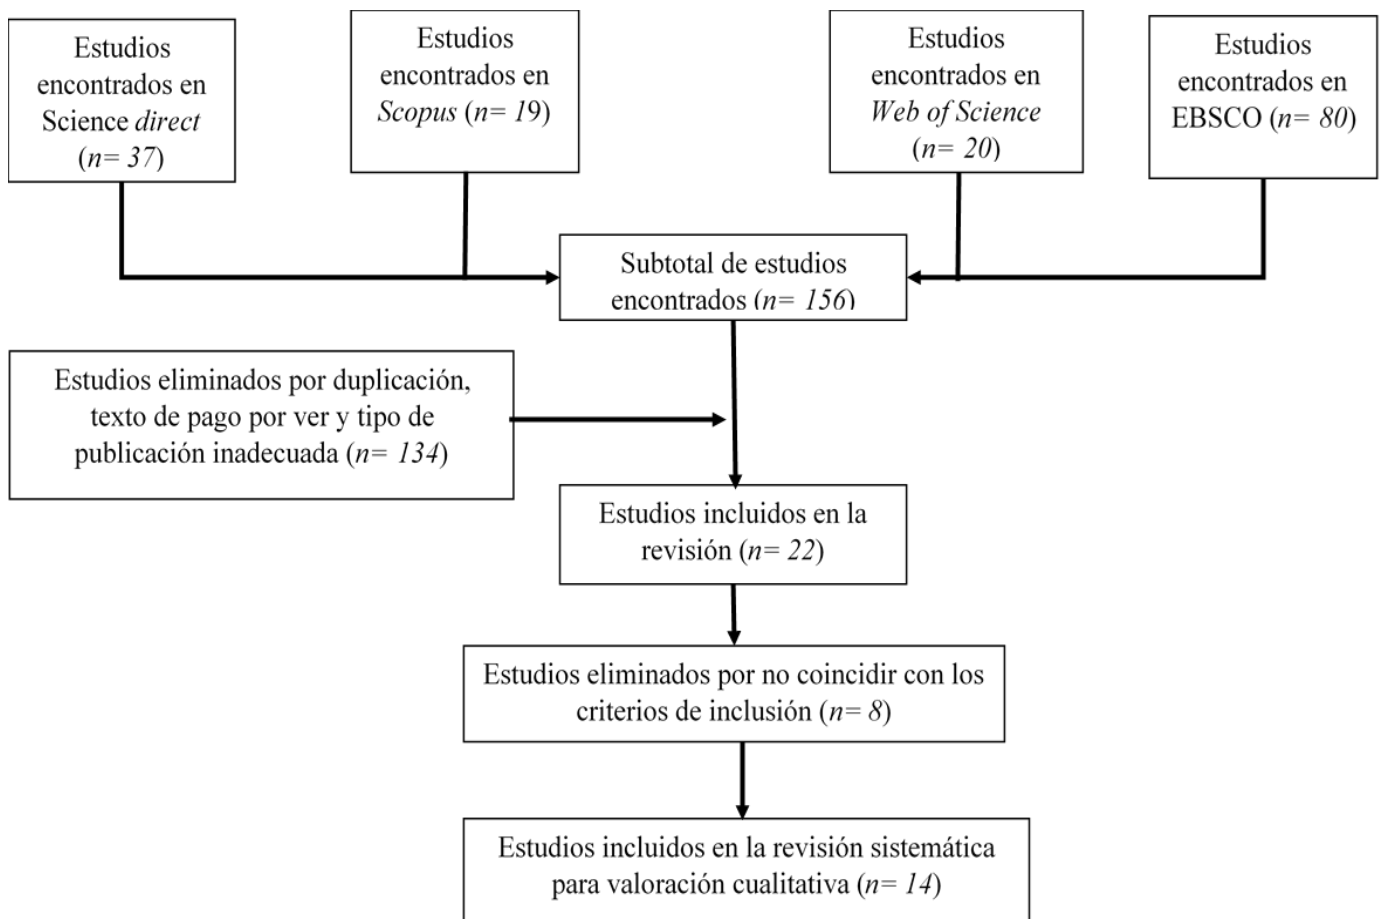 Estudios
encontrados en
Science direct
(n= 37)
Estudios
encontrados en
Scopus (n= 19)
Estudios
encontrados en
Web of Science
(n= 20)
Estudios
encontrados en
EBSCO (n= 80)
Subtotal de estudios
encontrados (n= 156)
Estudios eliminados por duplicación,
texto de pago por ver y tipo de
publicación inadecuada (n= 134)
Estudios incluidos en la
revisión (n= 22)
Estudios eliminados por no coincidir con los
criterios de inclusión (n= 8)
Estudios incluidos en la revisión sistemática
para valoración cualitativa (n= 14)